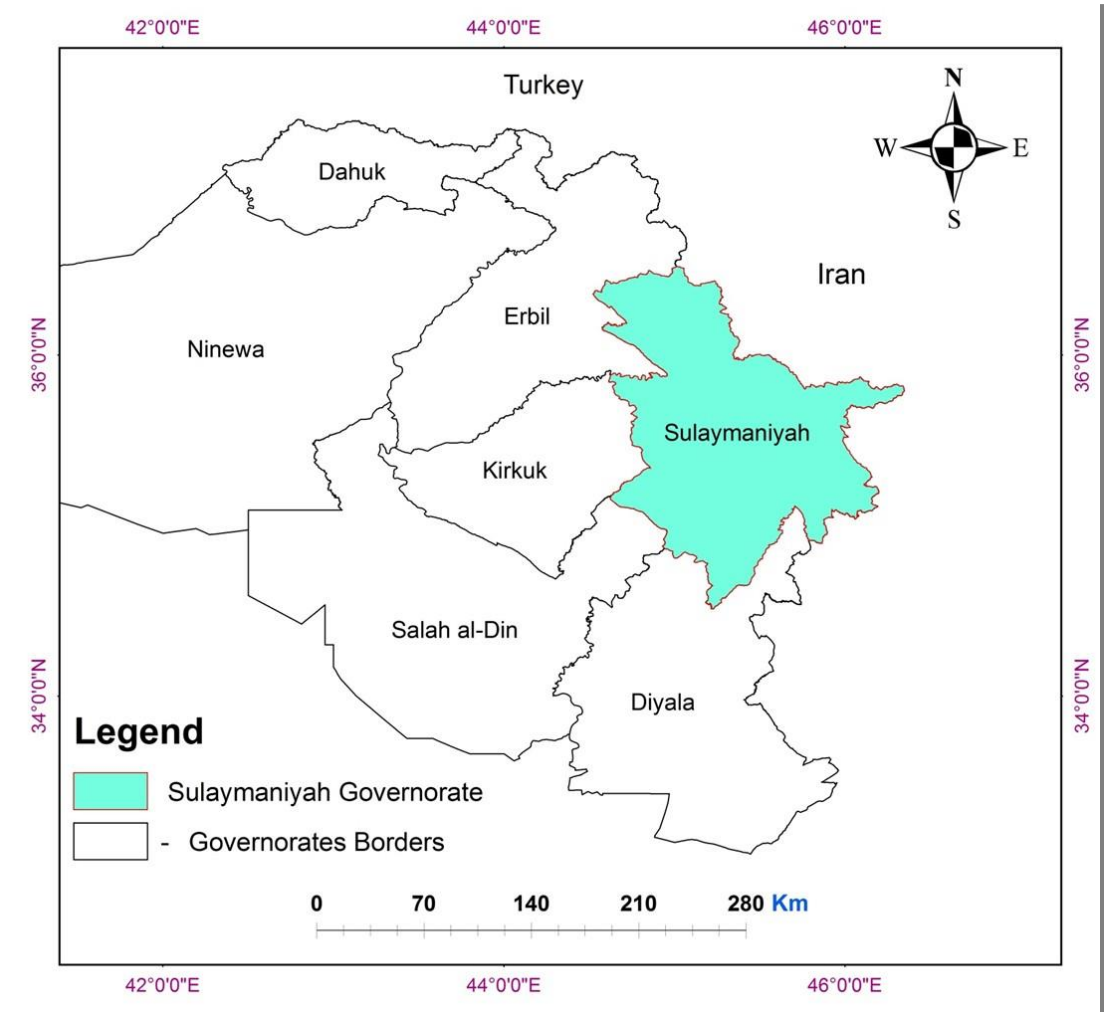 42°0'0"E 44°0'0"E 46°0'0"E
Turkey
N
W E
S
Dahuk
Iran
Erbil
36°0'0"N 36°0'0"N
Ninewa
Sulaymaniyah
Kirkuk
Salah al-Din
34°0'0"N 34°0'0"N
Diyala
Legend
Sulaymaniyah Governorate
- Governorates Borders
0 70 140 210 280 Km
42°0'0"E 44°0'0"E 46°0'0"E